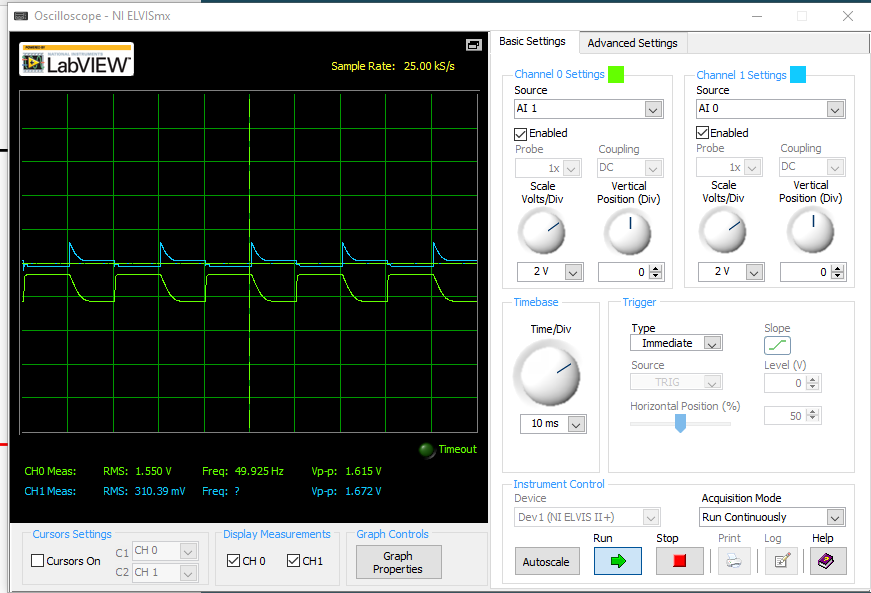 Oscilloscope - NI ELVISmx
POWERED BY
NATIONAL INSTRUMENTS
LabVIEW™
Sample Rate: 25.00 kS/s
Timeout
CH0 Meas: RMS: 1.550 V Freq: 49.925 Hz Vp-p: 1.615 V
CH1 Meas: RMS: 310.39 mV Freq: ? Vp-p: 1.672 V
Cursors Settings
Cursors On
C1 CH 0
C2 CH 1
Display Measurements
CH 0 CH1
Graph Controls
Graph
Properties
Basic Settings Advanced Settings
Channel 0 Settings
Source
AI 1
Enabled
Probe Coupling
1x DC
Scale Vertical
Volts/Div Position (Div)
2 V 0
Channel 1 Settings
Source
AI 0
Enabled
Probe Coupling
1x DC
Scale Vertical
Volts/Div Position (Div)
2 V 0
Timebase
Time/Div
10 ms
Trigger
Type Slope
Immediate
Source Level (V)
TRIG 0
Horizontal Position (%)
50
Instrument Control
Device Acquisition Mode
Dev1 (NI ELVIS II+) Run Continuously
Run Stop Print Log Help
Autoscale